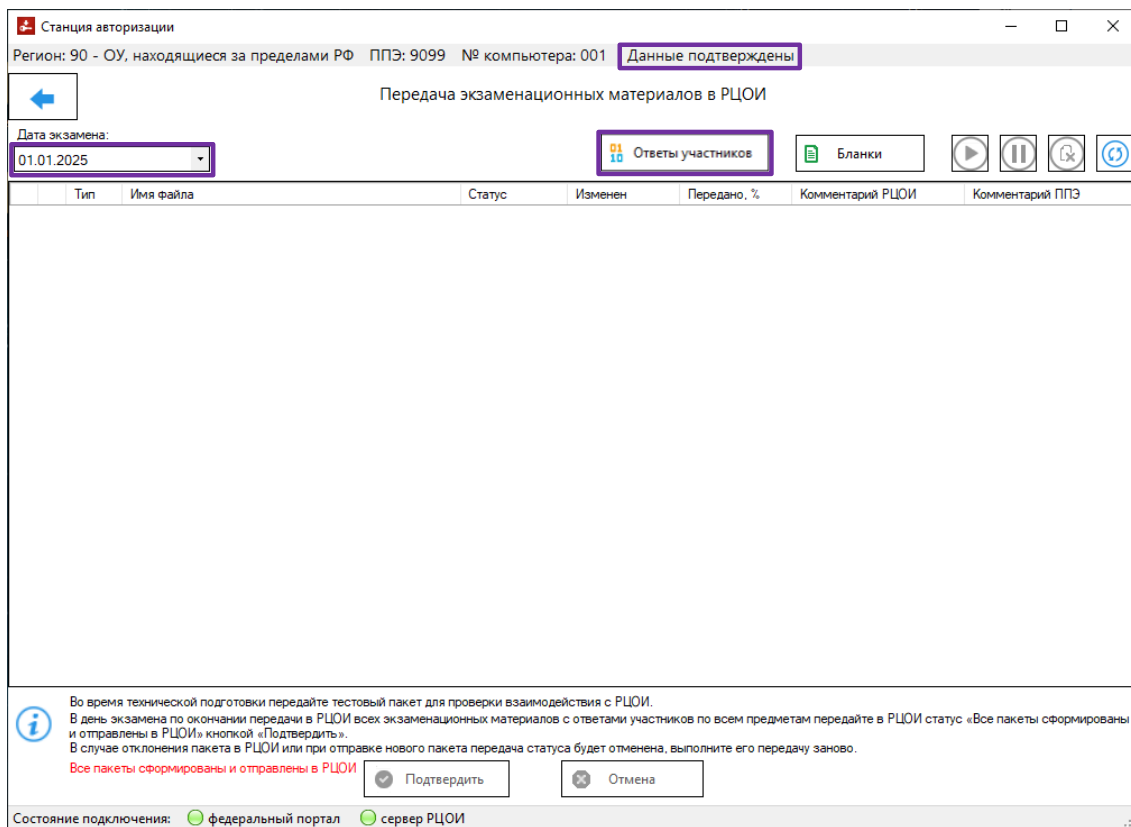 Станция авторизации
Регион: 90 - ОУ, находящиеся за пределами РФ ППЭ: 9099 № компьютера: 001 Данные подтверждены
Передача экзаменационных материалов в РЦОИ
Дата экзамена:
01.01.2025
01 10 Ответы участников Бланки
Тип Имя файла Статус Изменен Передано, % Комментарий РЦОИ Комментарий ППЭ
Во время технической подготовки передайте тестовый пакет для проверки взаимодействия с РЦОИ.
В день экзамена по окончании передачи в РЦОИ всех экзаменационных материалов с ответами участников по всем предметам передайте в РЦОИ статус «Все пакеты сформированы
и отправлены в РЦОИ» кнопкой «Подтвердить».
В случае отклонения пакета в РЦОИ или при отправке нового пакета передача статуса будет отменена, выполните его передачу заново.
Все пакеты сформированы и отправлены в РЦОИ Подтвердить Отмена
Состояние подключения: федеральный портал сервер РЦОИ